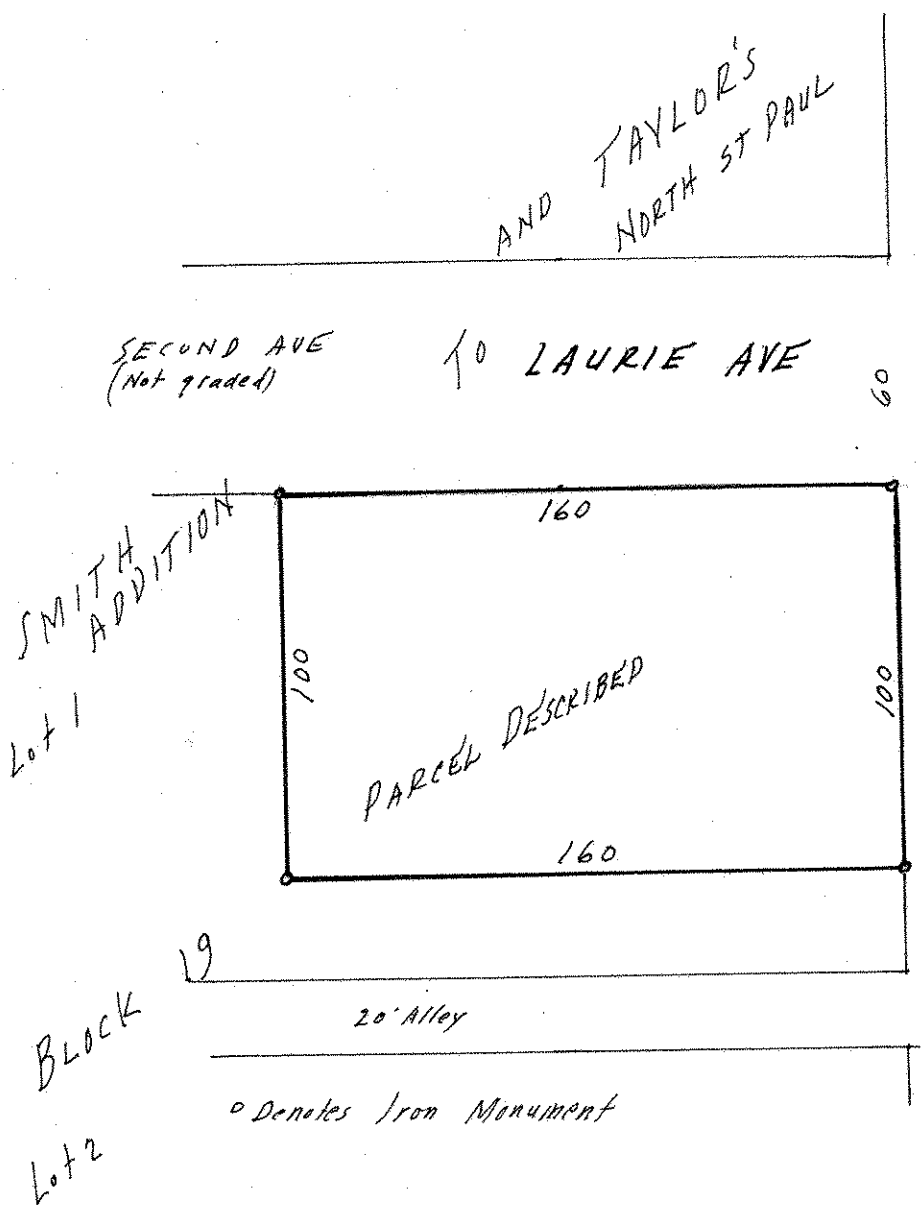 AND TAYLOR'S
NORTH ST PAUL
SECOND AVE
(Not graded)
TO LAURIE AVE
60
SMITH
ADDITION
160
100
100
Lot 1
PARCEL DESCRIBED
160
BLOCK 19
20' Alley
o Denotes Iron Monument
Lot 2